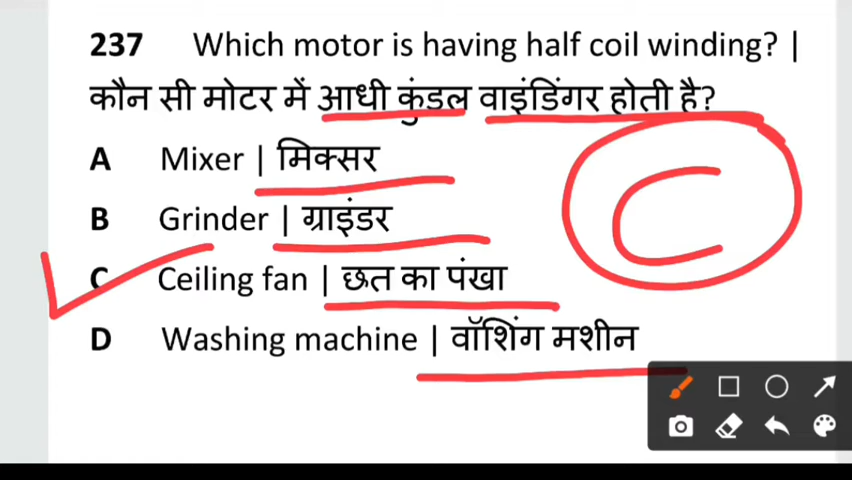 237 Which motor is having half coil winding? |
कौन सी मोटर में आधी कुंडल वाइंडिंगर होती है?
A Mixer | मिक्सर
B Grinder | ग्राइंडर
C
C Ceiling fan | छत का पंखा
D Washing machine | वॉशिंग मशीन